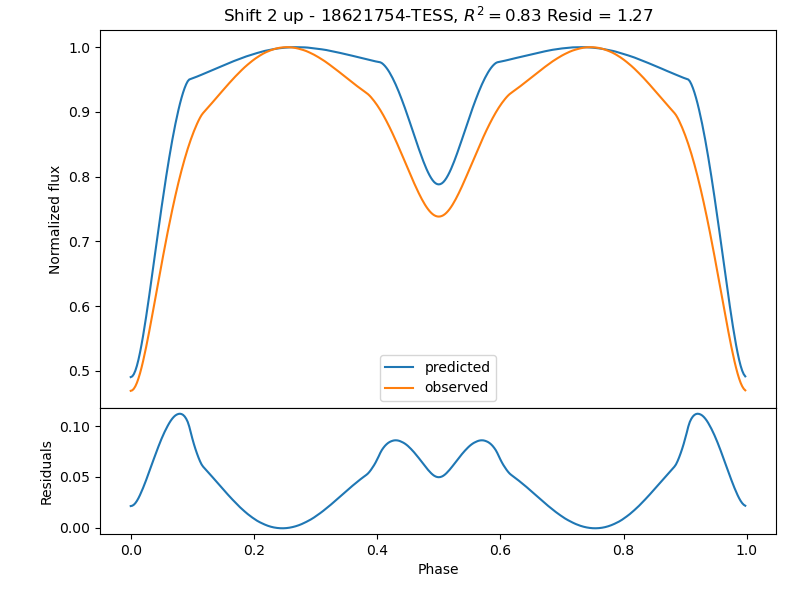 Shift 2 up - 18621754-TESS, R² = 0.83 Resid = 1.27
1.0
0.9
0.8
0.7
0.6
0.5
Normalized flux
predicted
observed
0.10
0.05
0.00
Residuals
0.0 0.2 0.4 0.6 0.8 1.0
Phase